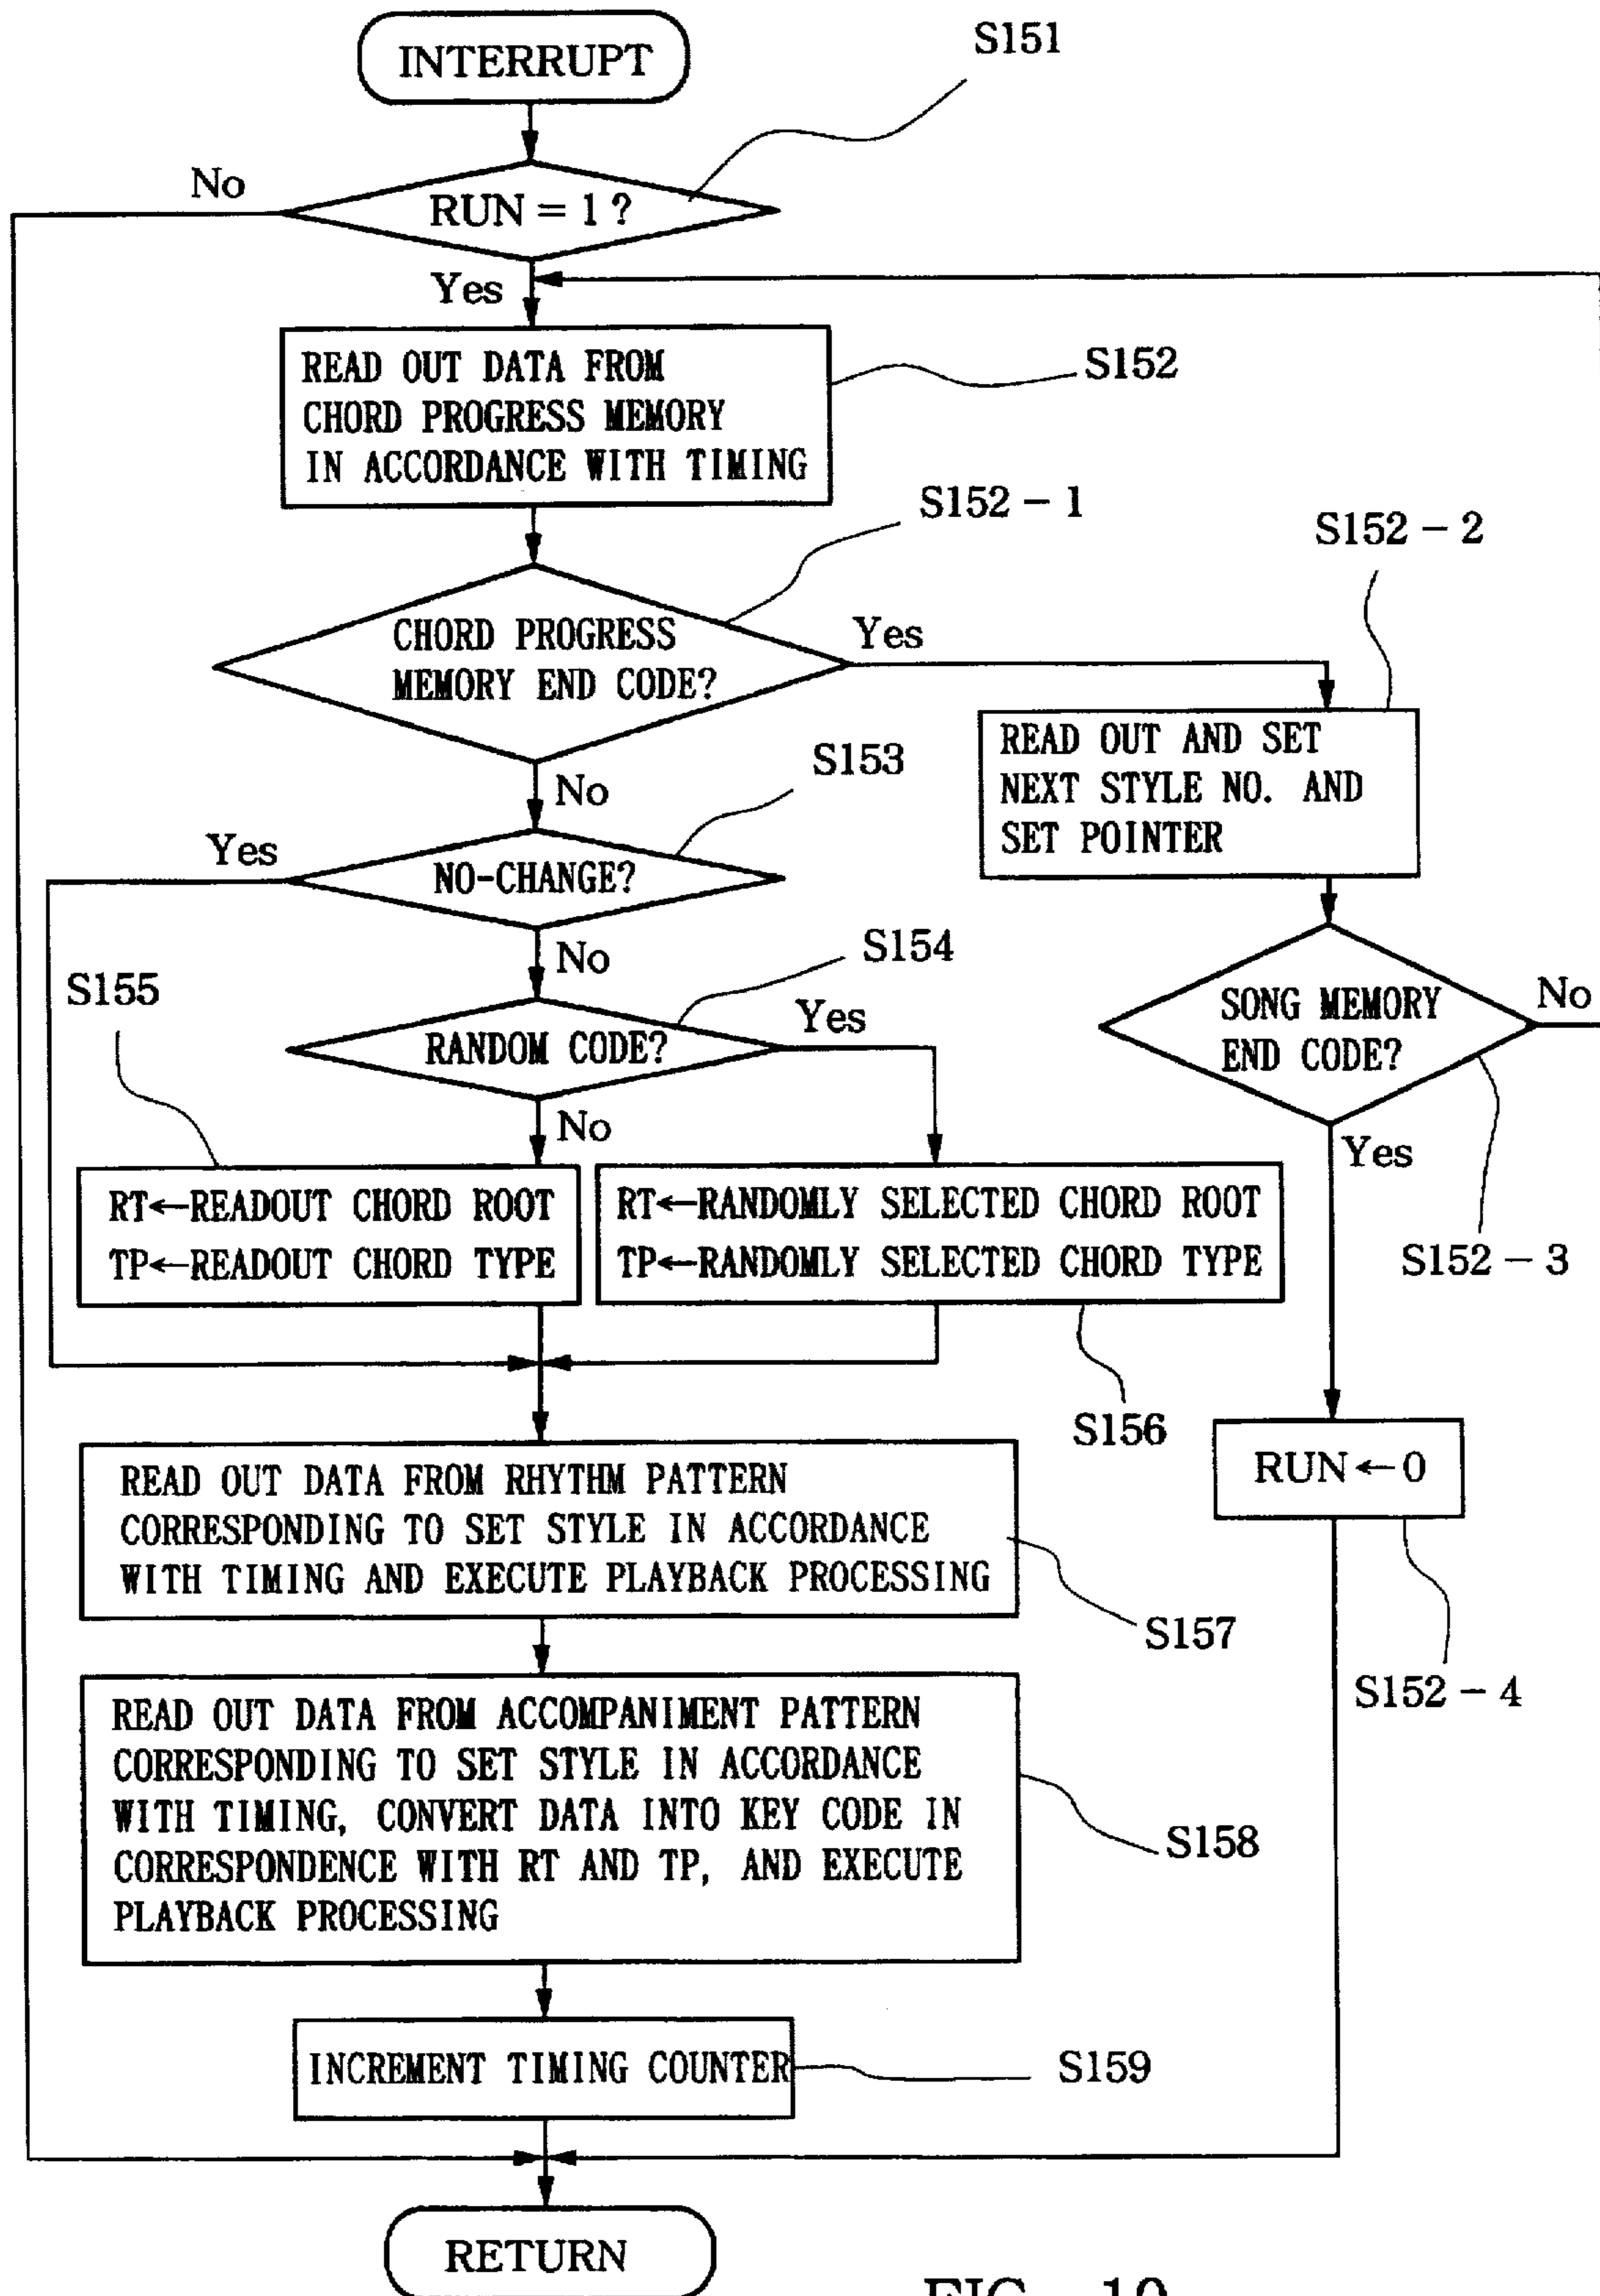 INTERRUPT
S151
No
RUN = 1 ?
Yes
READ OUT DATA FROM
CHORD PROGRESS MEMORY
IN ACCORDANCE WITH TIMING
S152
S152 - 1
S152 - 2
CHORD PROGRESS
MEMORY END CODE?
Yes
READ OUT AND SET
NEXT STYLE NO. AND
SET POINTER
No
S153
Yes
NO-CHANGE?
No
S154
S155
RANDOM CODE?
Yes
SONG MEMORY
END CODE?
No
No
Yes
RT←READOUT CHORD ROOT
TP←READOUT CHORD TYPE
RT←RANDOMLY SELECTED CHORD ROOT
TP←RANDOMLY SELECTED CHORD TYPE
S152 - 3
S156
RUN←0
READ OUT DATA FROM RHYTHM PATTERN
CORRESPONDING TO SET STYLE IN ACCORDANCE
WITH TIMING AND EXECUTE PLAYBACK PROCESSING
S157
S152 - 4
READ OUT DATA FROM ACCOMPANIMENT PATTERN
CORRESPONDING TO SET STYLE IN ACCORDANCE
WITH TIMING, CONVERT DATA INTO KEY CODE IN
CORRESPONDENCE WITH RT AND TP, AND EXECUTE
PLAYBACK PROCESSING
S158
INCREMENT TIMING COUNTER
S159
RETURN